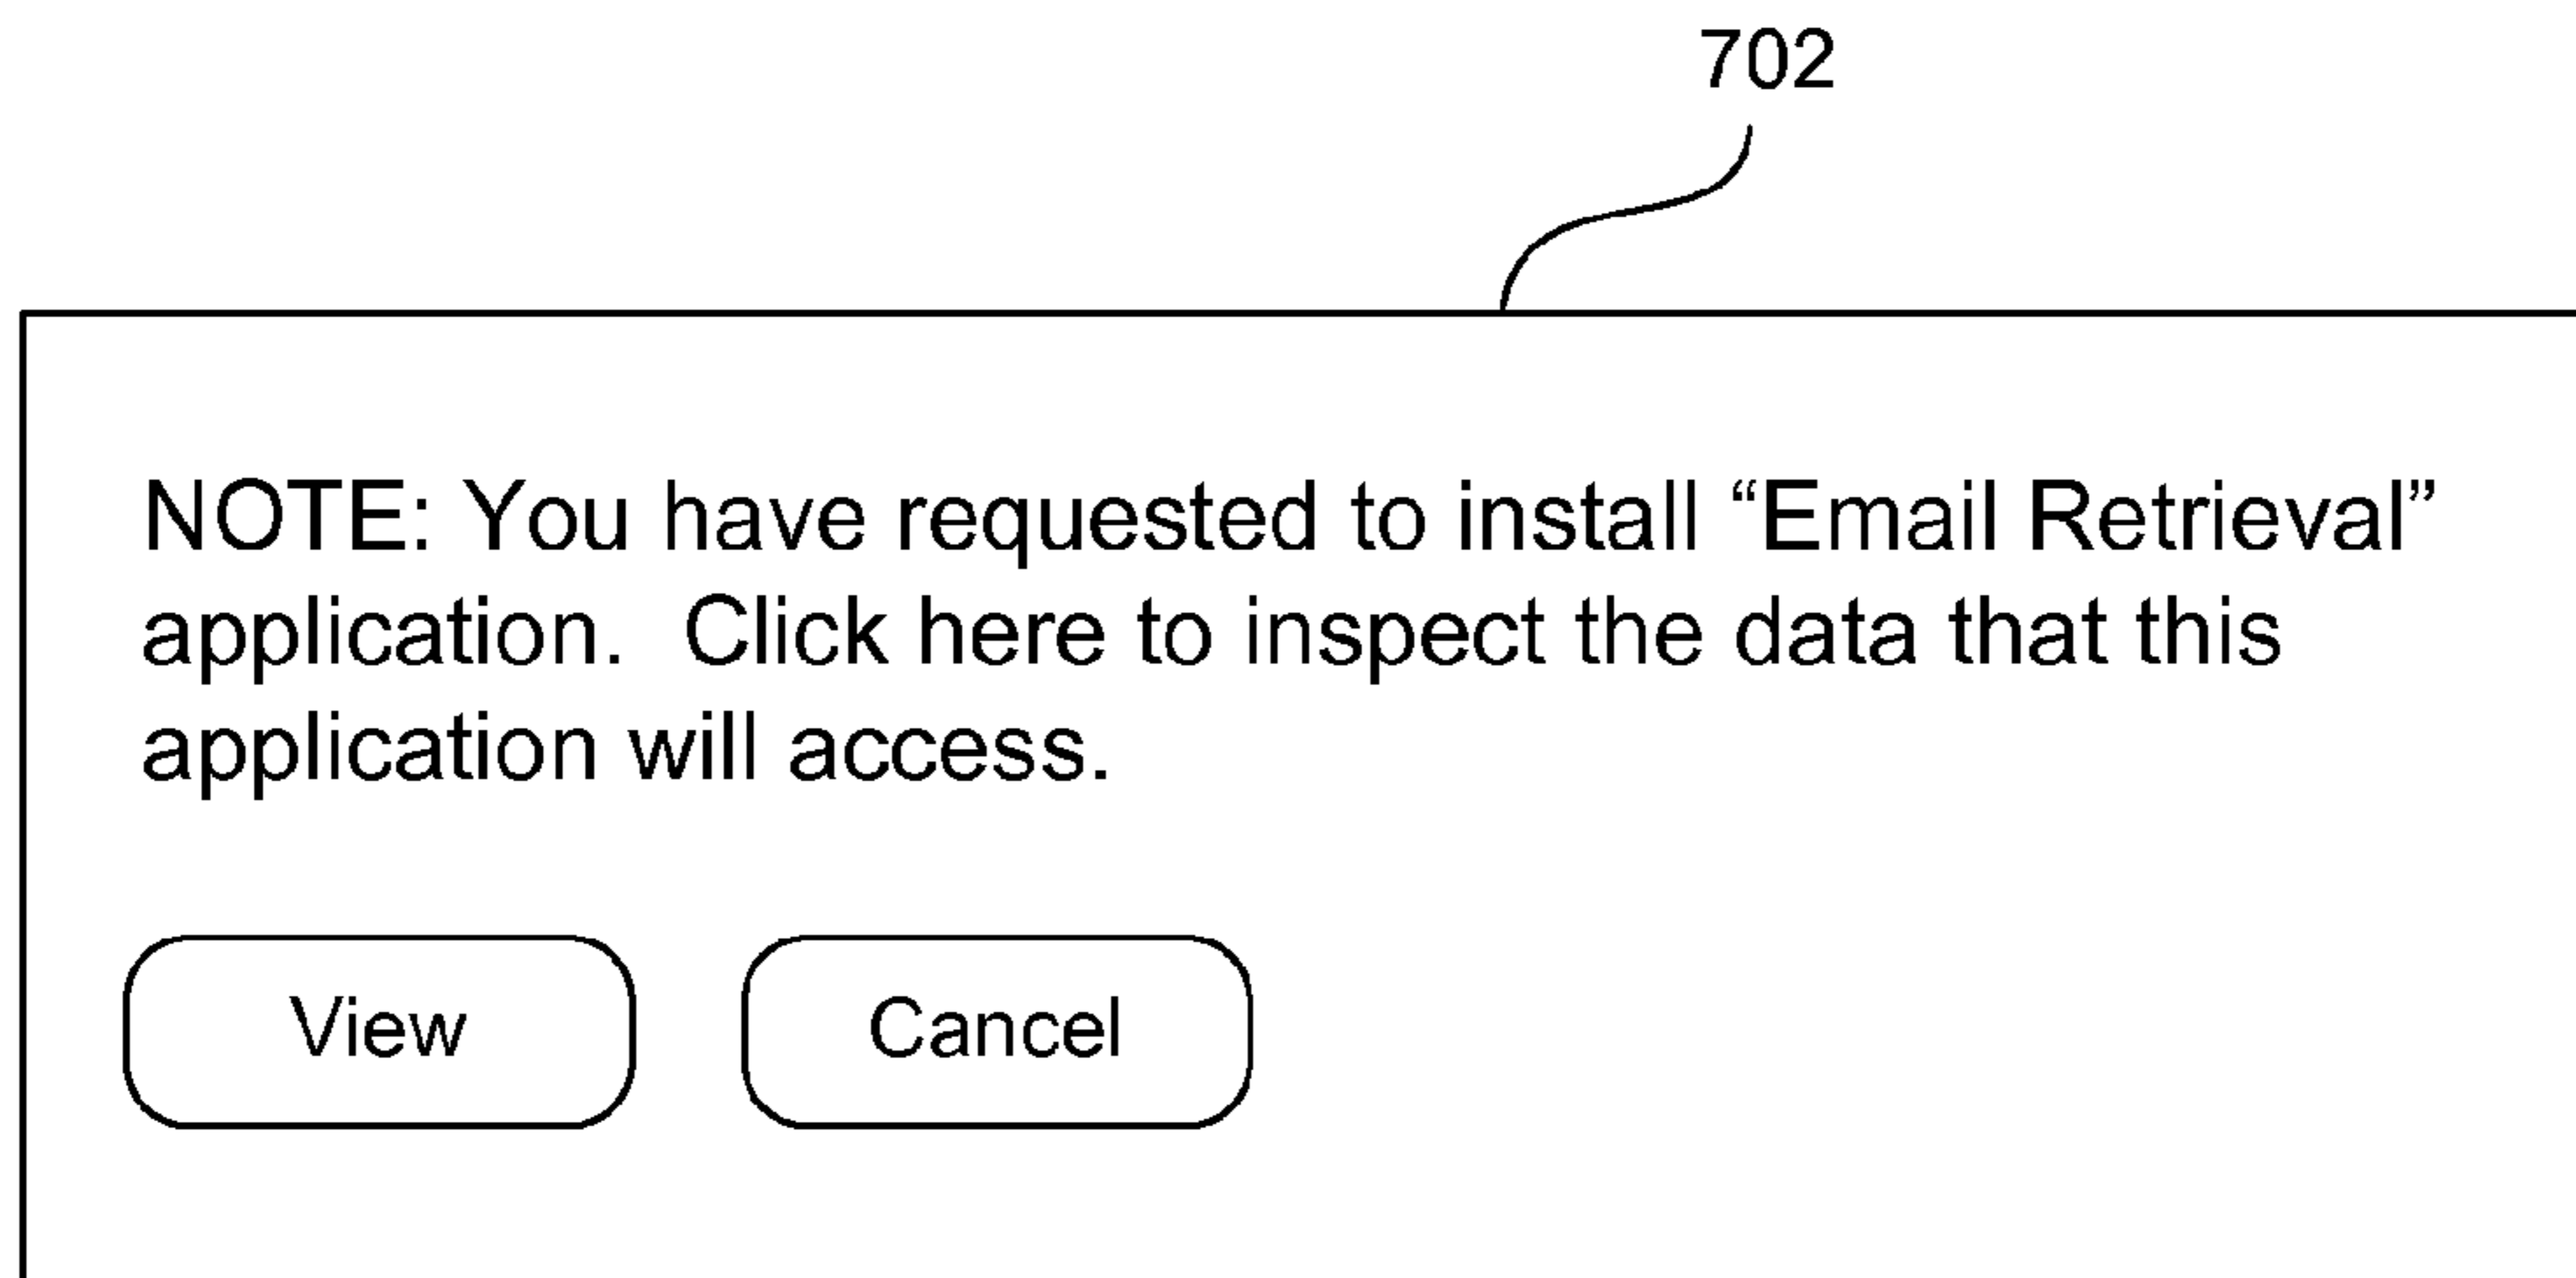 702
NOTE: You have requested to install “Email Retrieval”
application.  Click here to inspect the data that this
application will access.
View
Cancel